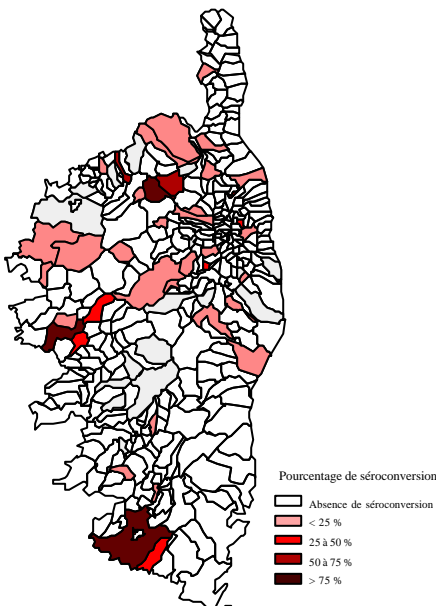 Pourcentage de séroconversion
Absence de séroconversion
< 25 %
25 à 50 %
50 à 75 %
> 75 %